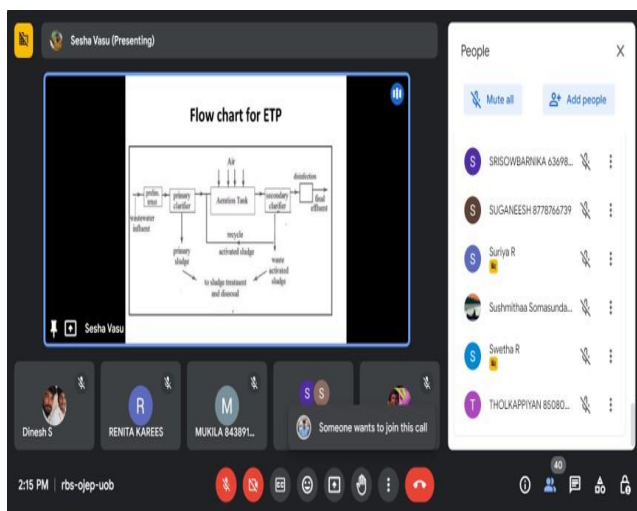 Sesha Vasu (Presenting)
Flow chart for ETP
Air
disinfection
prelim.
treat
primary
clarifier
Aeration Task
secondary
clarifier
final
effluent
wastewater
influent
recycle
activated sludge
primary
sludge
waste
activated
sludge
to sludge treatment
and disposal
Sesha Vasu
Dinesh S
R
RENITA KAREES
M
MUKILA 843891...
S S
Someone wants to join this call
People
Mute all
Add people
S
SRISOWBARNIKA 63698...
S
SUGANEESH 8778766739
S
Suriya R
Sushmithaa Somasunda...
S
Swetha R
T
THOLKAPPIYAN 85080...
2:15 PM | rbs-ojep-uob
40